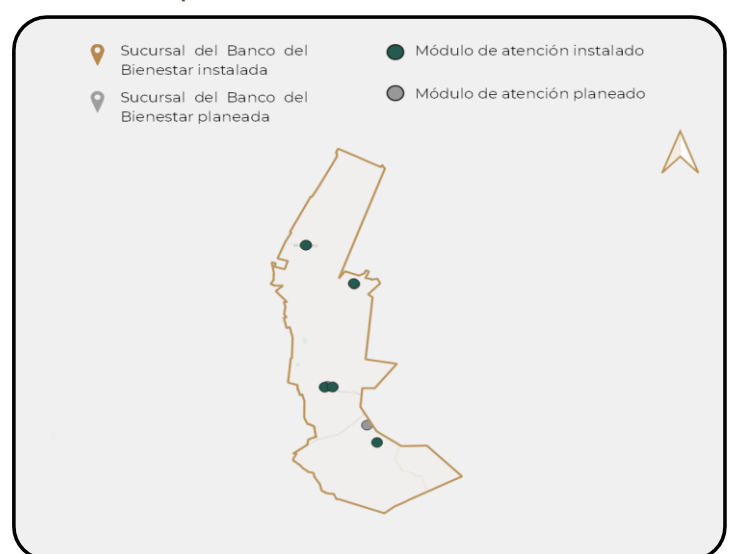 Sucursal del Banco del
Bienestar instalada
Sucursal del Banco del
Bienestar planeada
Módulo de atención instalado
Módulo de atención planeado